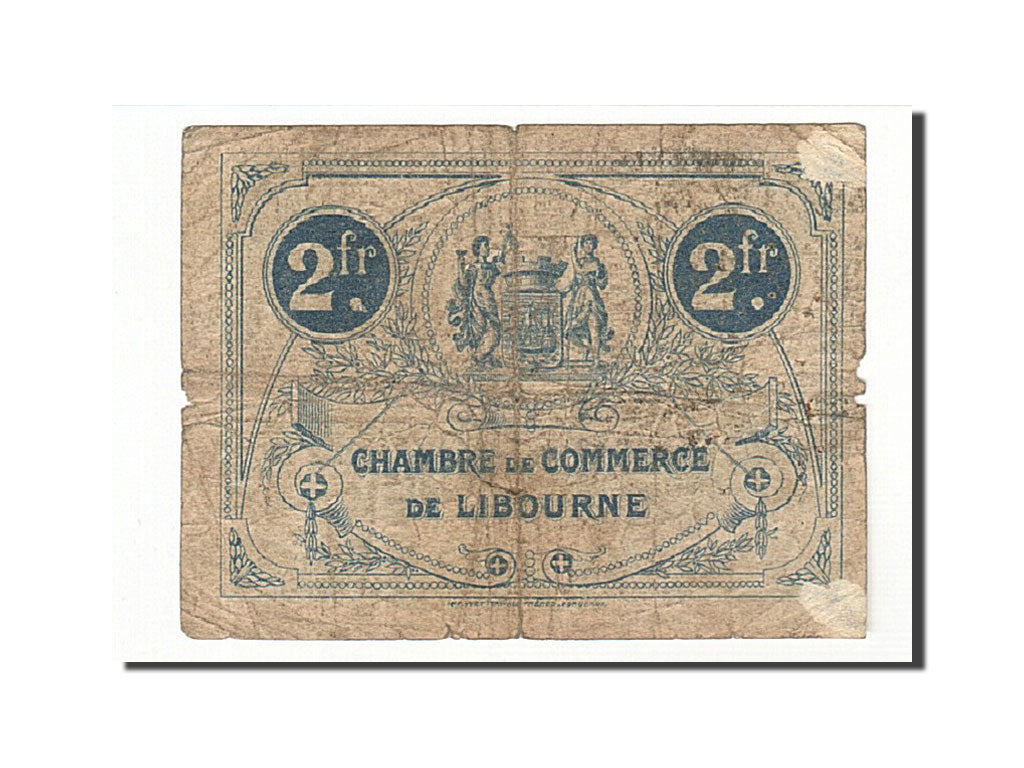 2fr. 2fr.
CHAMBRE DE COMMERCE
DE LIBOURNE